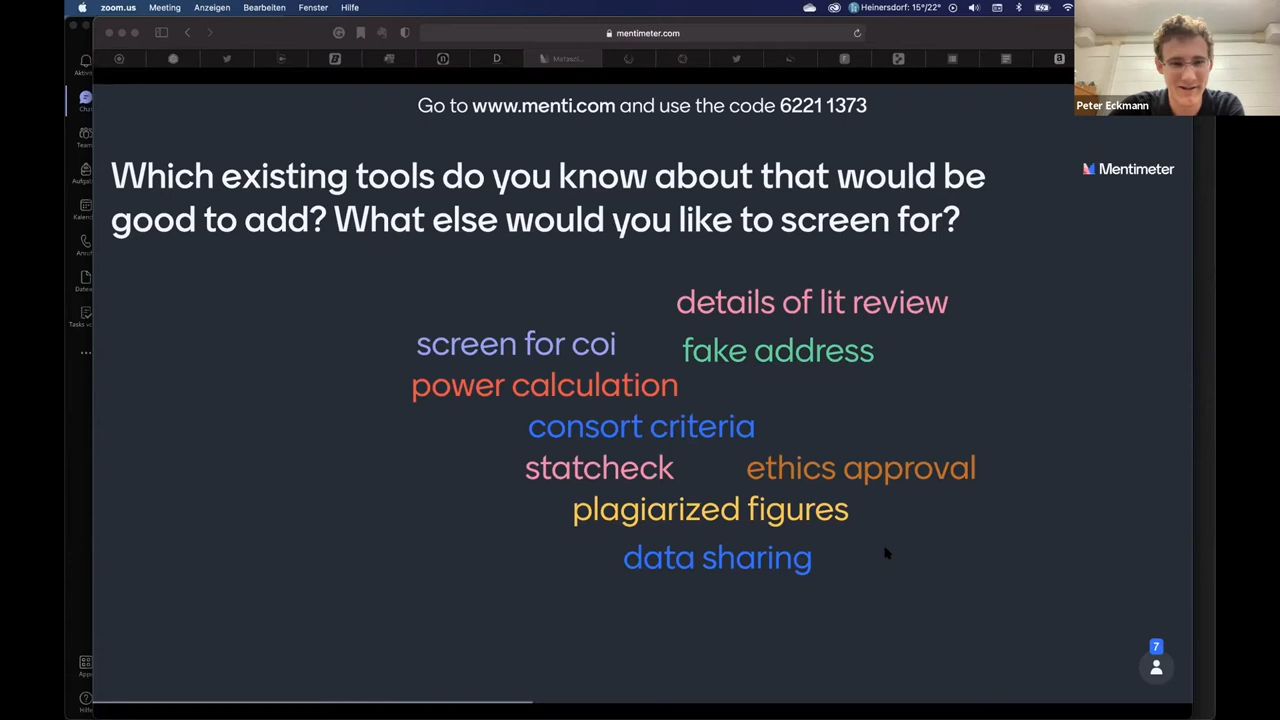 zoom.us Meeting Anzeigen Bearbeiten Fenster Hilfe
Heinersdorf: 15°/22°
mentimeter.com
Go to www.menti.com and use the code 6221 1373
Peter Eckmann
Mentimeter
Which existing tools do you know about that would be
good to add? What else would you like to screen for?
details of lit review
screen for coi
fake address
power calculation
consort criteria
statcheck
ethics approval
plagiarized figures
data sharing
7